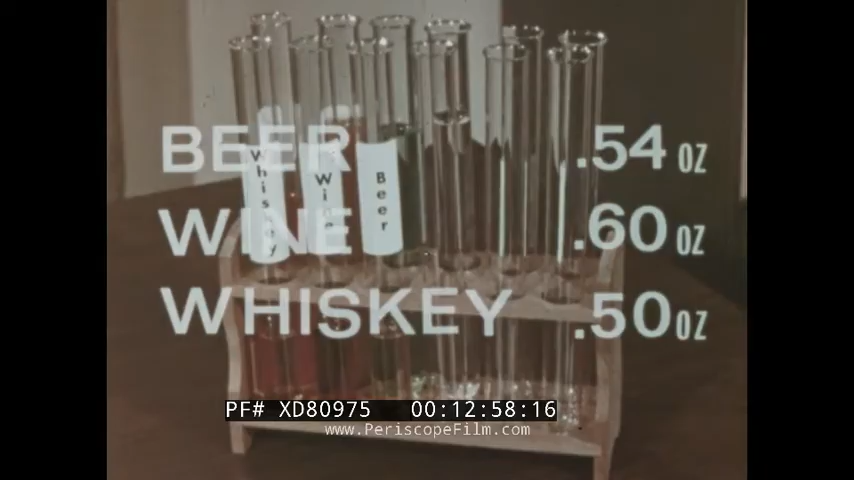 BEER .54 OZ
WINE .60 OZ
WHISKEY .50 OZ
Whiskey
Wine
Beer
PF# XD80975 00:12:58:16
www.PeriscopeFilm.com